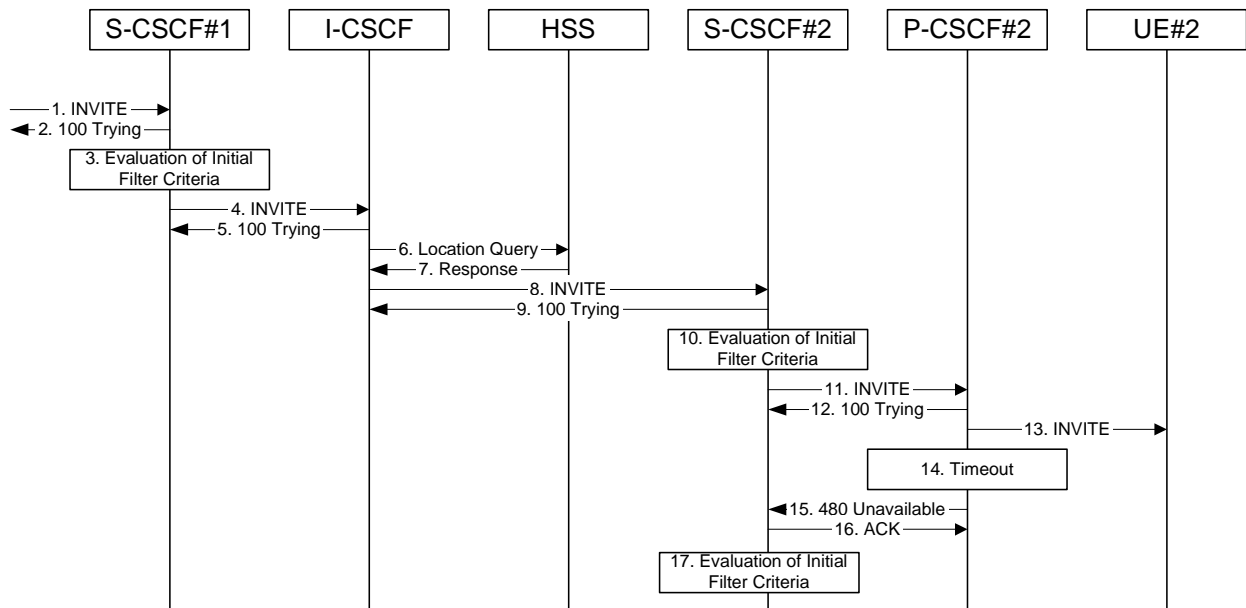 S-CSCF#1
I-CSCF
HSS
S-CSCF#2
P-CSCF#2
UE#2
1. INVITE
2. 100 Trying
3. Evaluation of Initial
Filter Criteria
4. INVITE
5. 100 Trying
6. Location Query
7. Response
8. INVITE
9. 100 Trying
10. Evaluation of Initial
Filter Criteria
11. INVITE
12. 100 Trying
13. INVITE
14. Timeout
15. 480 Unavailable
16. ACK
17. Evaluation of Initial
Filter Criteria